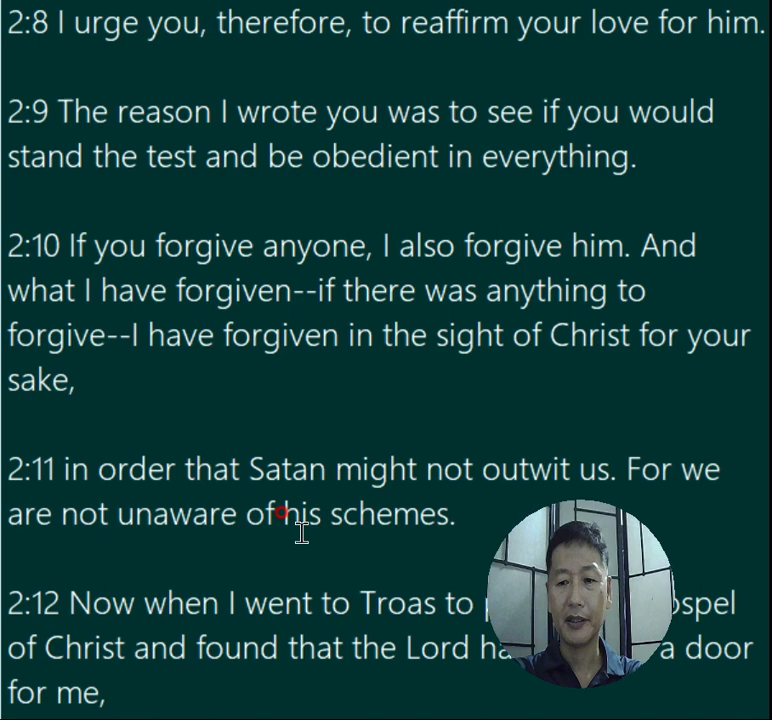 2:8 I urge you, therefore, to reaffirm your love for him.
2:9 The reason I wrote you was to see if you would
stand the test and be obedient in everything.
2:10 If you forgive anyone, I also forgive him. And
what I have forgiven--if there was anything to
forgive--I have forgiven in the sight of Christ for your
sake,
2:11 in order that Satan might not outwit us. For we
are not unaware of his schemes.
2:12 Now when I went to Troas to
of Christ and found that the Lord a door
for me,